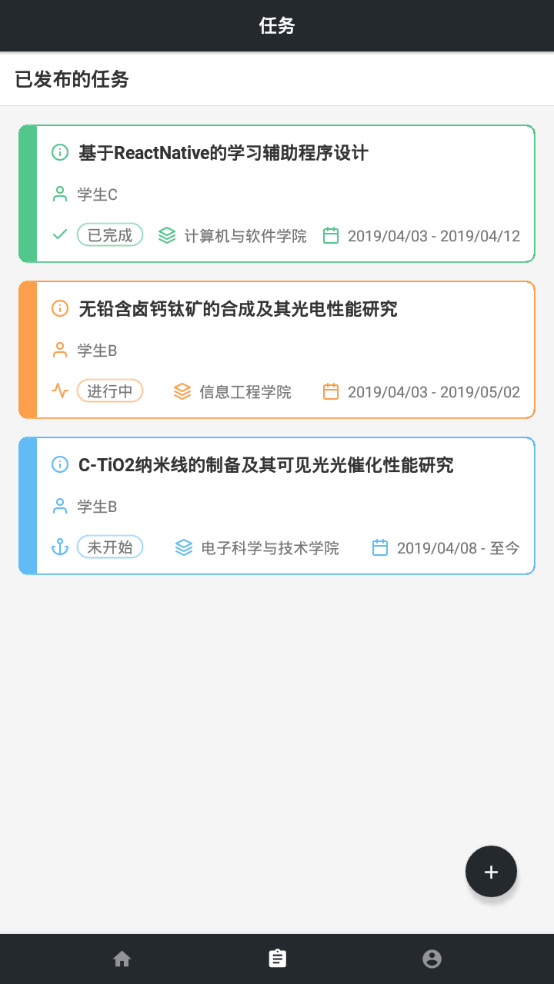 任务
已发布的任务
基于ReactNative的学习辅助程序设计
学生C
已完成 计算机与软件学院 2019/04/03 - 2019/04/12
无铅含卤钙钛矿的合成及其光电性能研究
学生B
进行中 信息工程学院 2019/04/03 - 2019/05/02
C-TiO2纳米线的制备及其可见光光催化性能研究
学生B
未开始 电子科学与技术学院 2019/04/08 - 至今